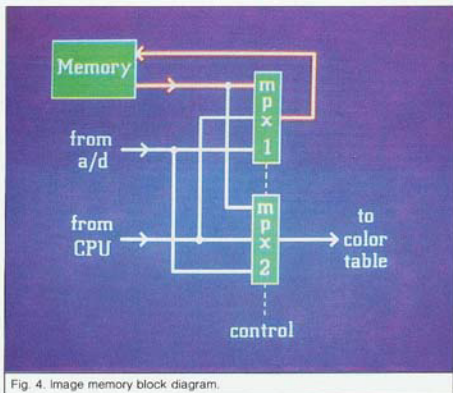 Memory
m
p
x
1
from
a/d
from
CPU
m
p
x
2
to
color
table
control
Fig. 4. Image memory block diagram.